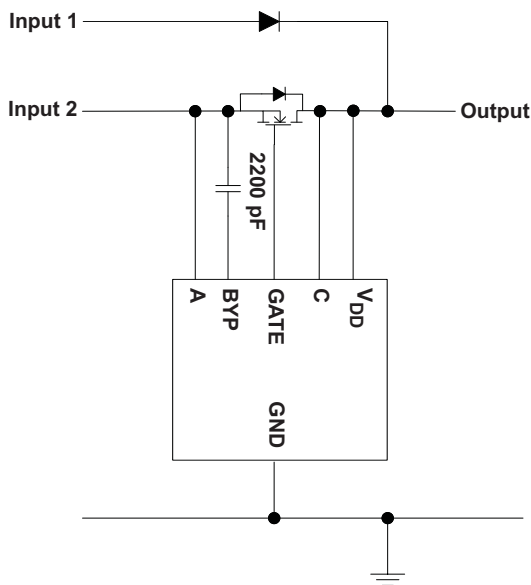 Input 1
Input 2
Output
2200 pF
A
BYP
GATE
C
VDD
GND